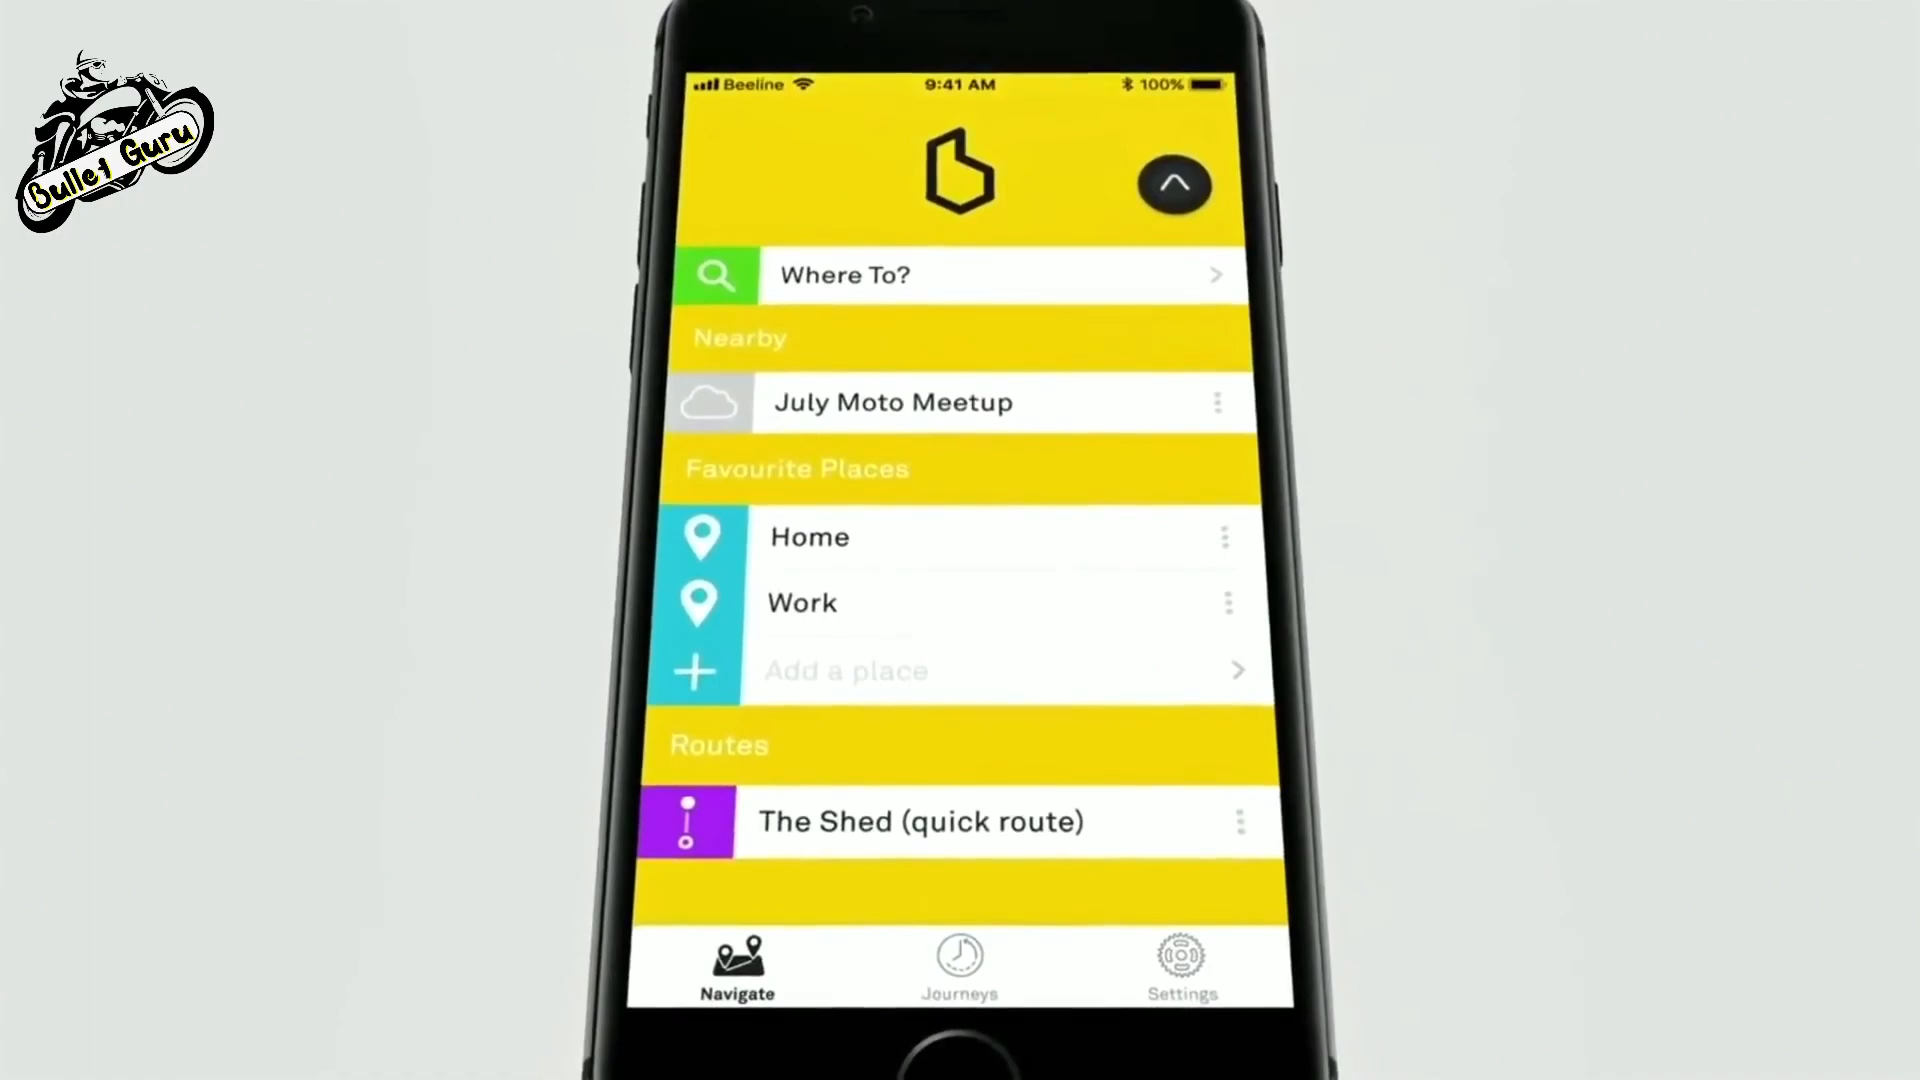 Bullet Guru
Beeline
9:41 AM
100%
Where To?
Nearby
July Moto Meetup
Favourite Places
Home
Work
Add a place
Routes
The Shed (quick route)
Navigate
Journeys
Settings